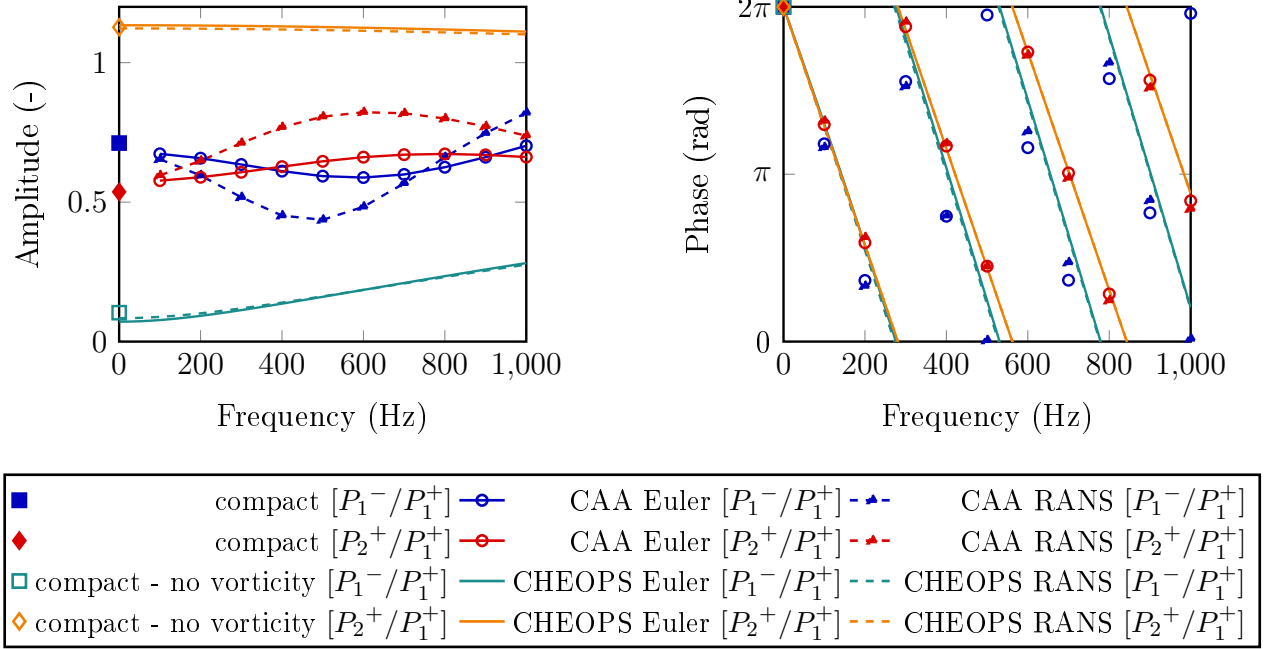 1
0.5
0
0 200 400 600 800 1,000
Amplitude (-)
Frequency (Hz)
2π
π
0
0 200 400 600 800 1,000
Phase (rad)
Frequency (Hz)
compact [P₁⁻/P₁⁺] CAA Euler [P₁⁻/P₁⁺] CAA RANS [P₁⁻/P₁⁺]
compact [P₂⁺/P₁⁺] CAA Euler [P₂⁺/P₁⁺] CAA RANS [P₂⁺/P₁⁺]
compact - no vorticity [P₁⁻/P₁⁺] CHEOPS Euler [P₁⁻/P₁⁺] CHEOPS RANS [P₁⁻/P₁⁺]
compact - no vorticity [P₂⁺/P₁⁺] CHEOPS Euler [P₂⁺/P₁⁺] CHEOPS RANS [P₂⁺/P₁⁺]